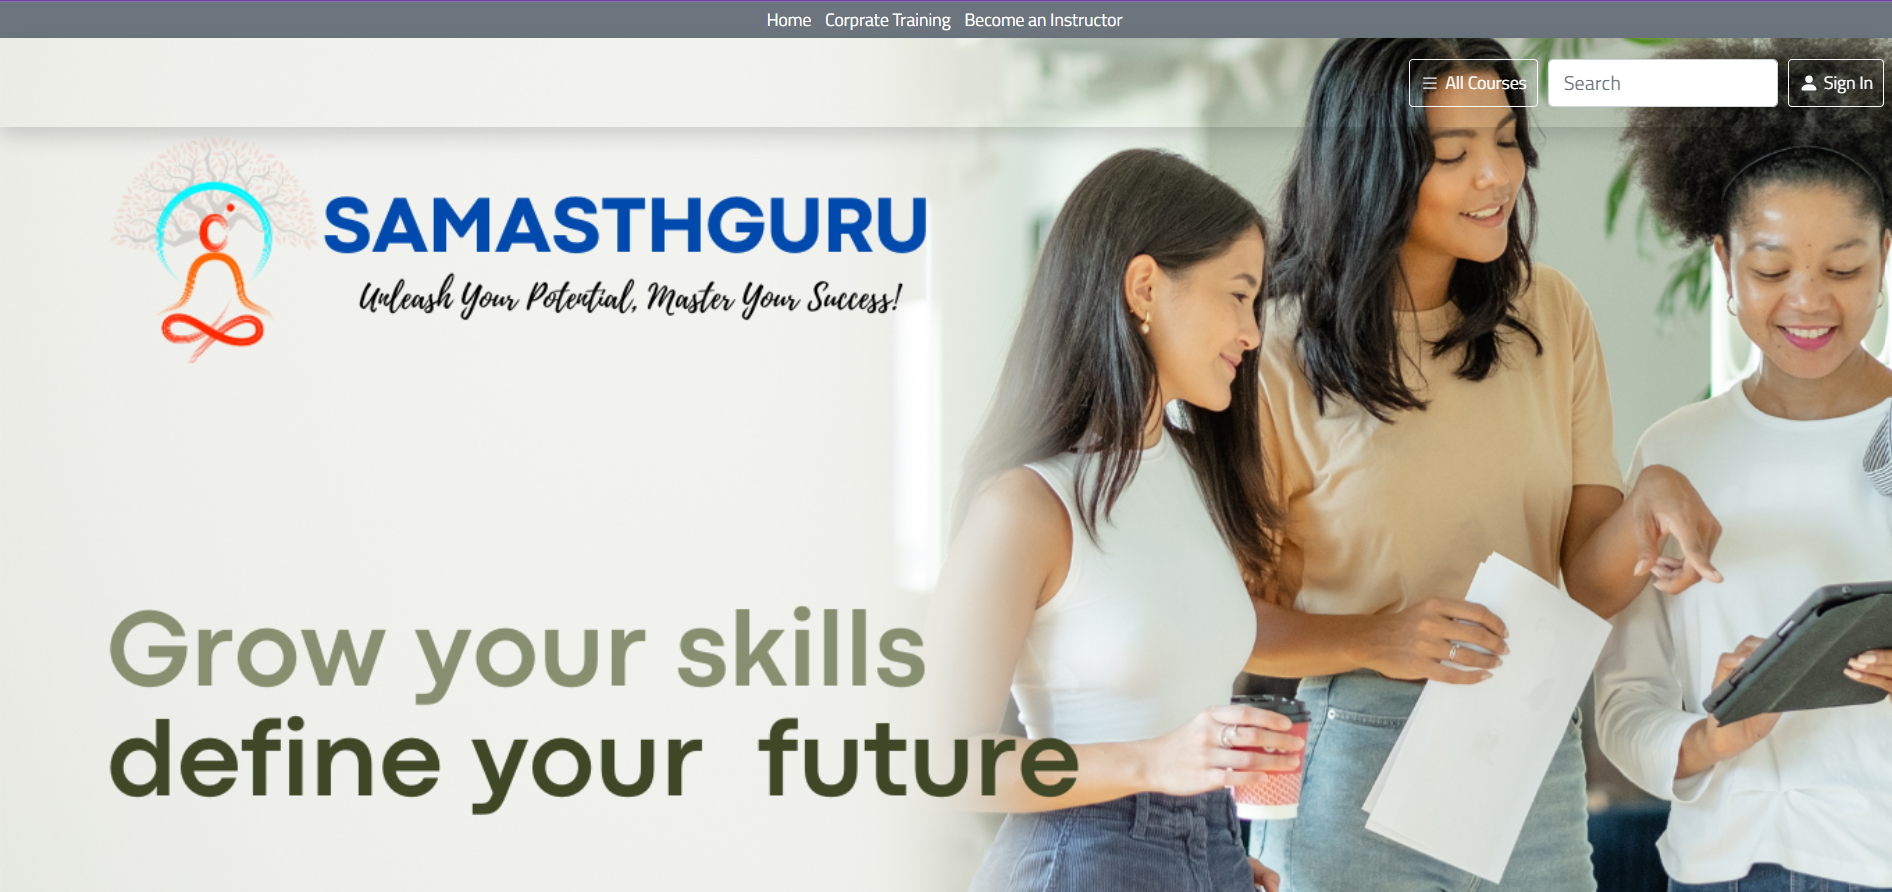 Home Corprate Training Become an Instructor
All Courses Search Sign In
SAMASTHGURU
Unleash Your Potential, Master Your Success!
Grow your skills
define your future